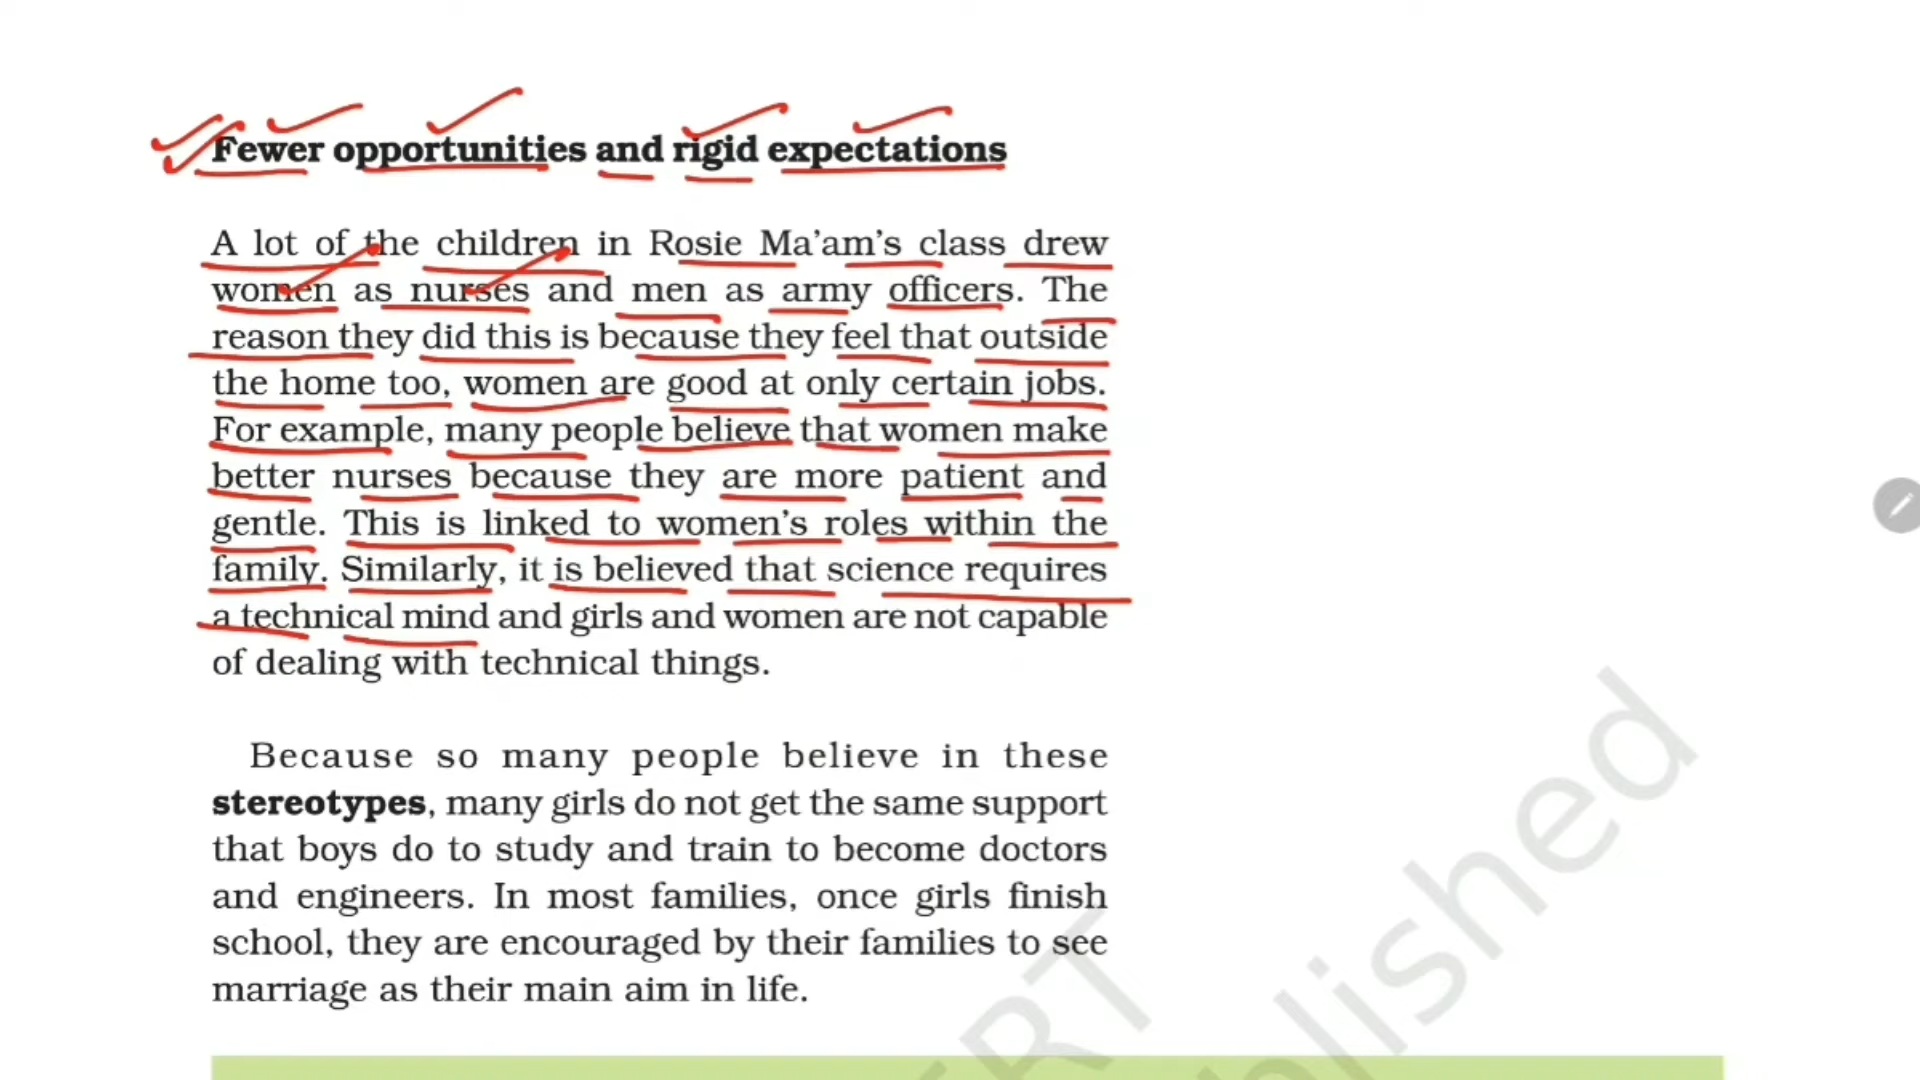 Fewer opportunities and rigid expectations
A lot of the children in Rosie Ma’am’s class drew
women as nurses and men as army officers. The
reason they did this is because they feel that outside
the home too, women are good at only certain jobs.
For example, many people believe that women make
better nurses because they are more patient and
gentle. This is linked to women’s roles within the
family. Similarly, it is believed that science requires
a technical mind and girls and women are not capable
of dealing with technical things.
Because so many people believe in these
stereotypes, many girls do not get the same support
that boys do to study and train to become doctors
and engineers. In most families, once girls finish
school, they are encouraged by their families to see
marriage as their main aim in life.